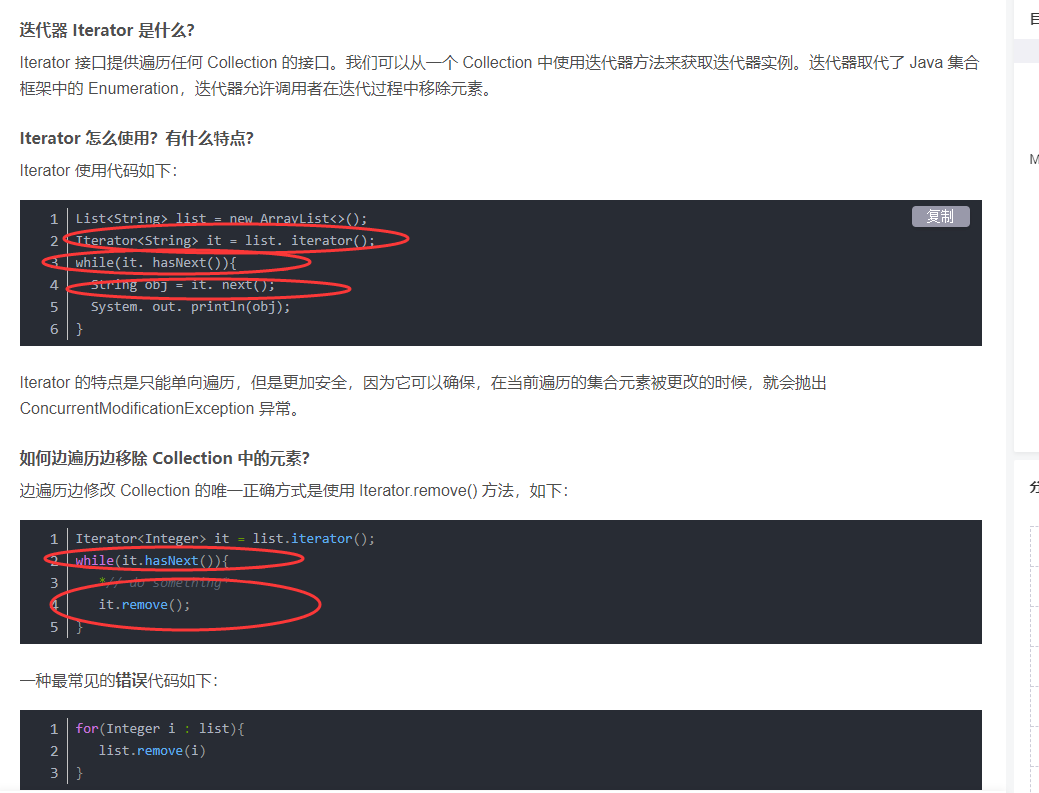 迭代器 Iterator 是什么?
Iterator 接口提供遍历任何 Collection 的接口。我们可以从一个 Collection 中使用迭代器方法来获取迭代器实例。迭代器取代了 Java 集合
框架中的 Enumeration，迭代器允许调用者在迭代过程中移除元素。
Iterator 怎么使用？有什么特点？
Iterator 使用代码如下：
复制
1 List<String> list = new ArrayList<>();
2 Iterator<String> it = list. iterator();
3 while(it. hasNext()){
4 String obj = it. next();
5 System. out. println(obj);
6 }
Iterator 的特点是只能单向遍历，但是更加安全，因为它可以确保，在当前遍历的集合元素被更改的时候，就会抛出
ConcurrentModificationException 异常。
如何边遍历边移除 Collection 中的元素？
边遍历边修改 Collection 的唯一正确方式是使用 Iterator.remove() 方法，如下：
1 Iterator<Integer> it = list.iterator();
2 while(it.hasNext()){
3 *// do something*
4 it.remove();
5 }
一种最常见的错误代码如下：
1 for(Integer i : list){
2 list.remove(i)
3 }
目
M